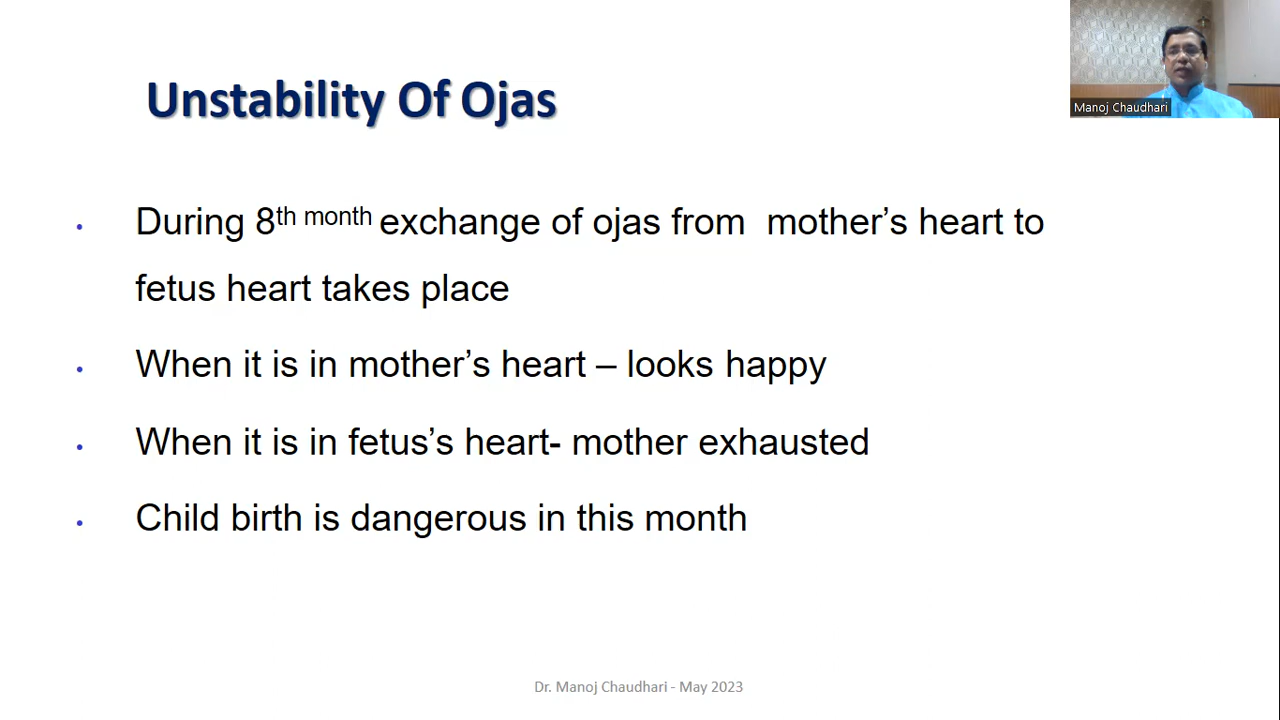 Unstability Of Ojas
Manoj Chaudhari
• During 8th month exchange of ojas from mother’s heart to
fetus heart takes place
• When it is in mother’s heart – looks happy
• When it is in fetus’s heart- mother exhausted
• Child birth is dangerous in this month
Dr. Manoj Chaudhari - May 2023